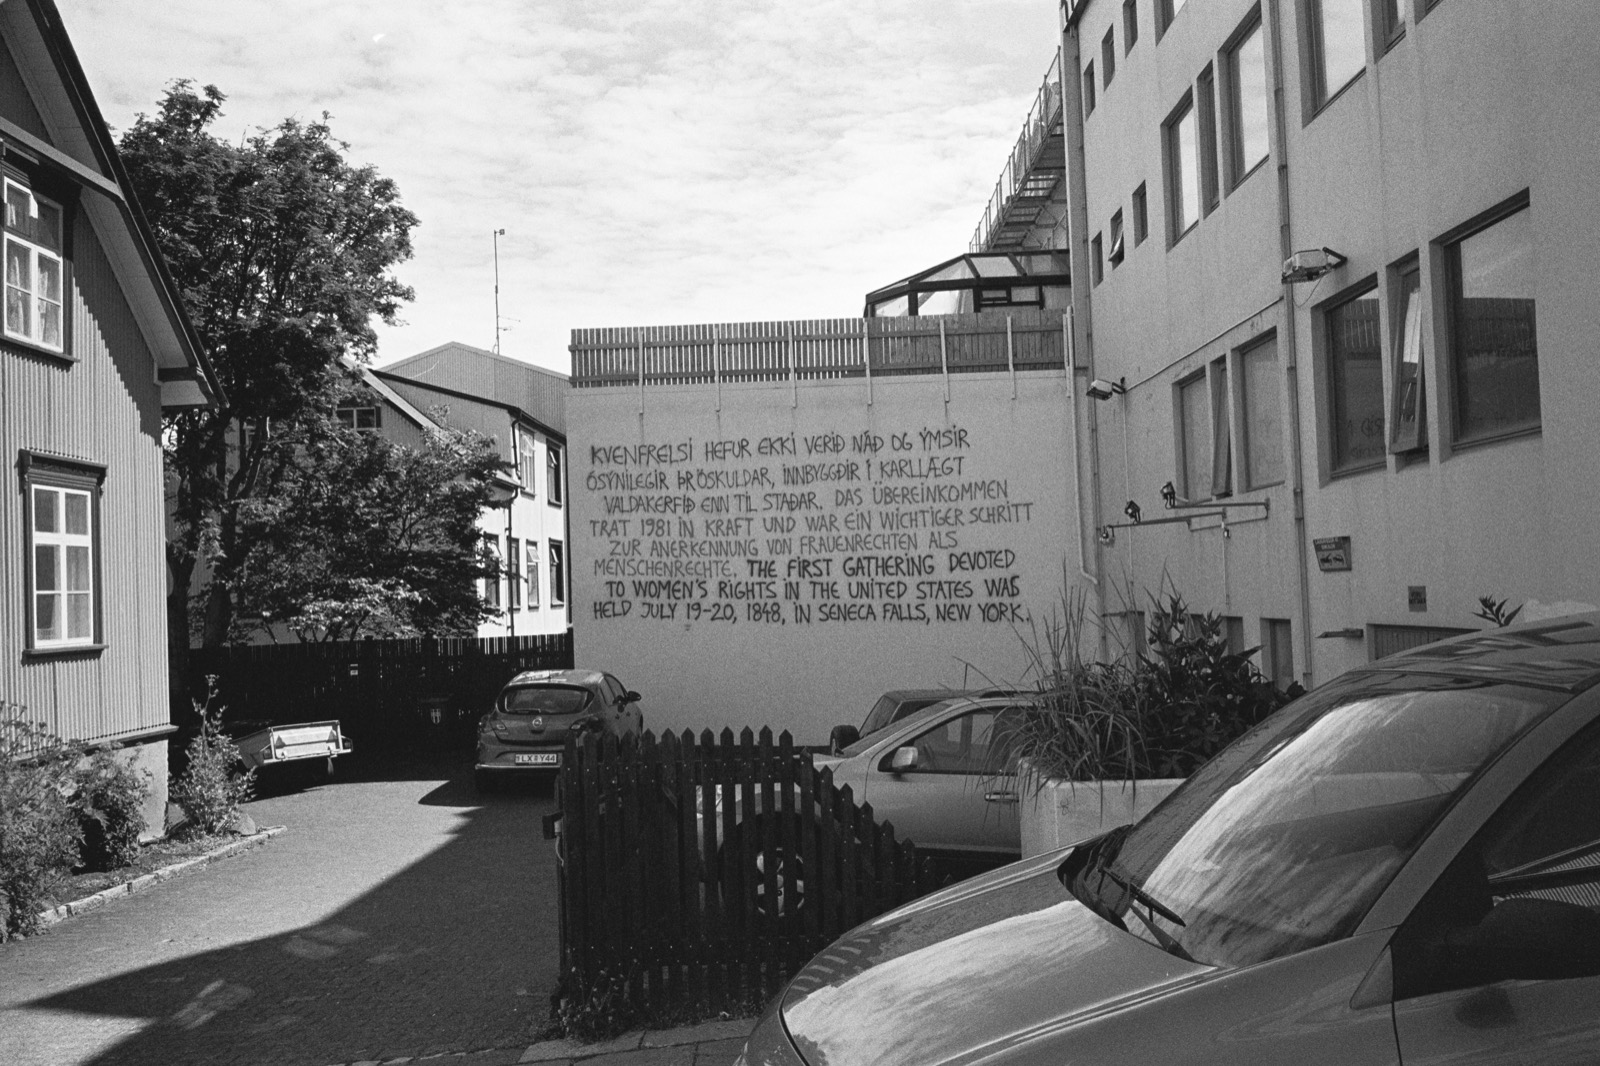 KVENFRELSI HEFUR EKKI VERIÐ NÁÐ OG ÝMSIR
ÓSÝNILEGIR ÞRÖSKULDAR, INNBYGGÐIR Í KARLLÆGT
VALDAKERFIÐ ENN TIL STAÐAR. DAS ÜBEREINKOMMEN
TRAT 1981 IN KRAFT UND WAR EIN WICHTIGER SCHRITT
ZUR ANERKENNUNG VON FRAUENRECHTEN ALS
MENSCHENRECHTE. THE FIRST GATHERING DEVOTED
TO WOMEN'S RIGHTS IN THE UNITED STATES WAS
HELD JULY 19-20, 1848, IN SENECA FALLS, NEW YORK.
LX Y44